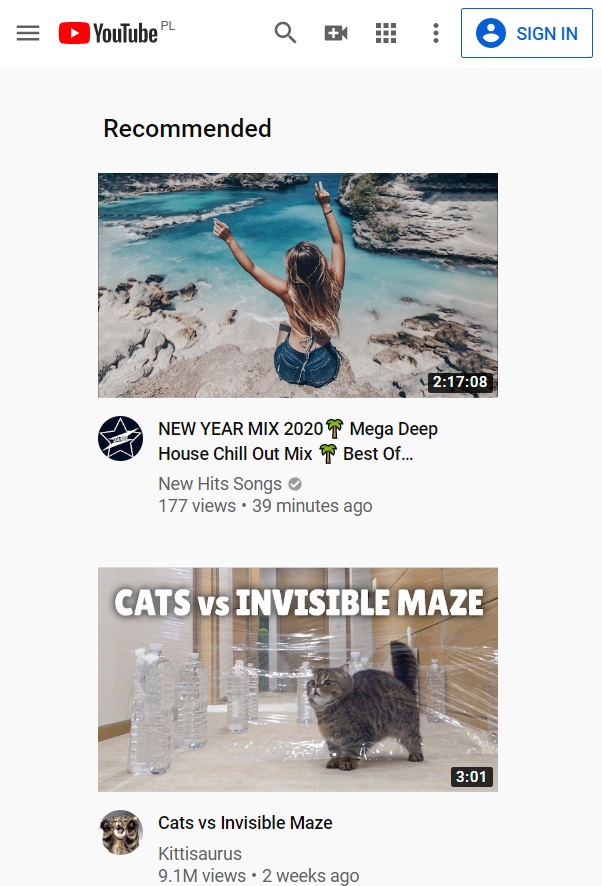 YouTube PL
SIGN IN
Recommended
2:17:08
NEW YEAR MIX 2020🌴 Mega Deep
House Chill Out Mix 🌴 Best Of...
New Hits Songs
177 views • 39 minutes ago
CATS vs INVISIBLE MAZE
3:01
Cats vs Invisible Maze
Kittisaurus
9.1M views • 2 weeks ago